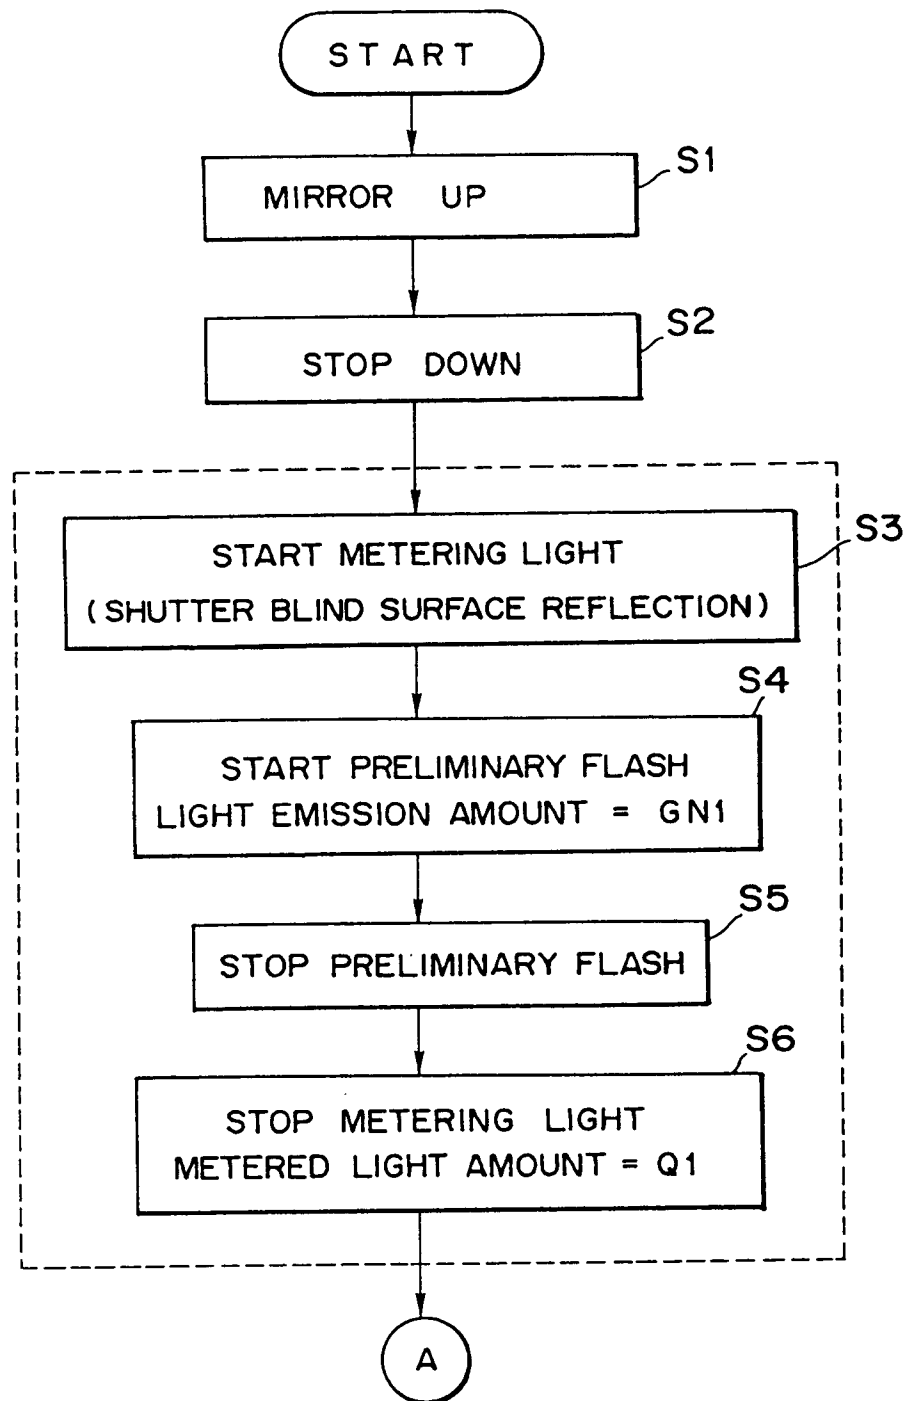 START
S1
MIRROR UP
S2
STOP DOWN
S3
START METERING LIGHT
(SHUTTER BLIND SURFACE REFLECTION)
S4
START PRELIMINARY FLASH
LIGHT EMISSION AMOUNT = GN1
S5
STOP PRELIMINARY FLASH
S6
STOP METERING LIGHT
METERED LIGHT AMOUNT = Q1
A